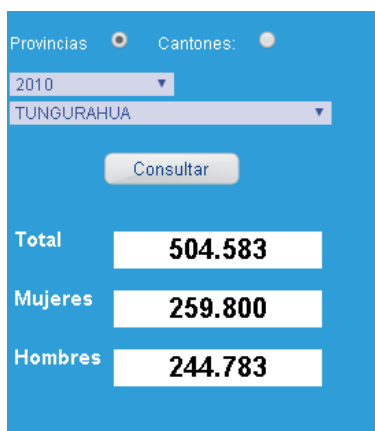 Provincias Cantones:
2010
TUNGURAHUA
Consultar
Total 504.583
Mujeres 259.800
Hombres 244.783